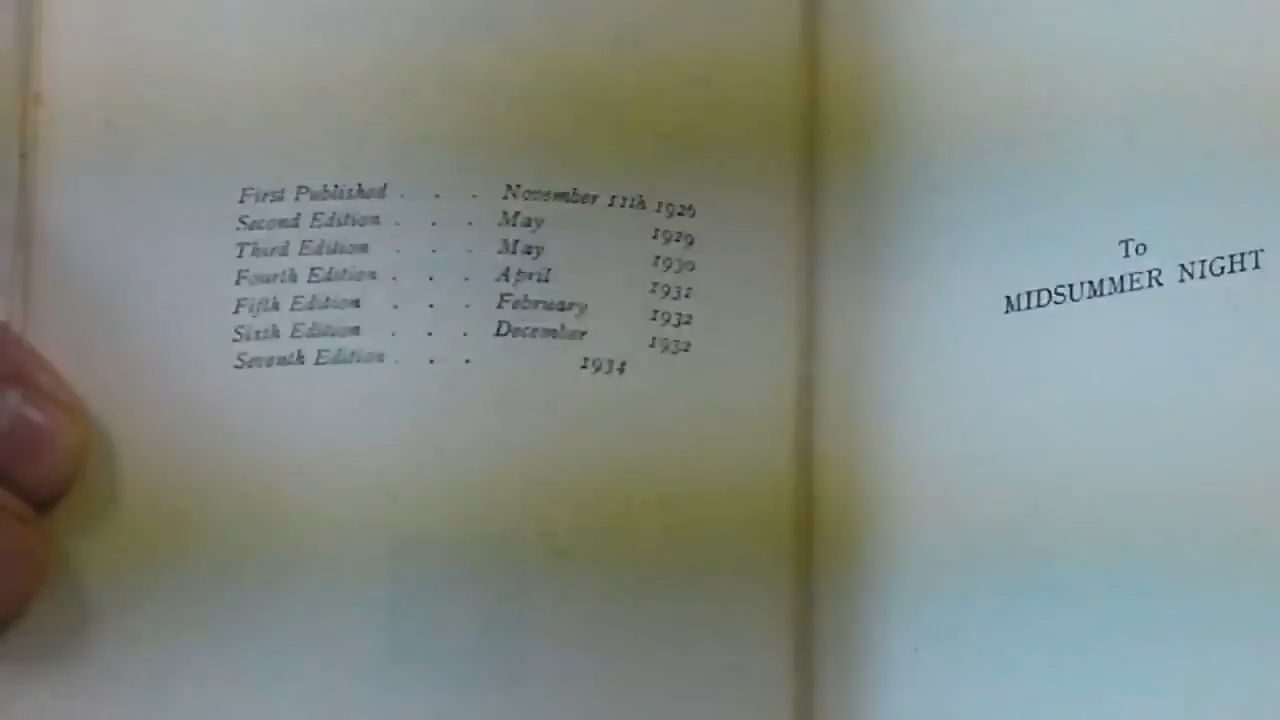 First Published . . . November 11th 1926
Second Edition . . . May 1929
Third Edition . . . May 1930
Fourth Edition . . . April 1931
Fifth Edition . . . February 1932
Sixth Edition . . . December 1932
Seventh Edition . . . 1934
To
MIDSUMMER NIGHT